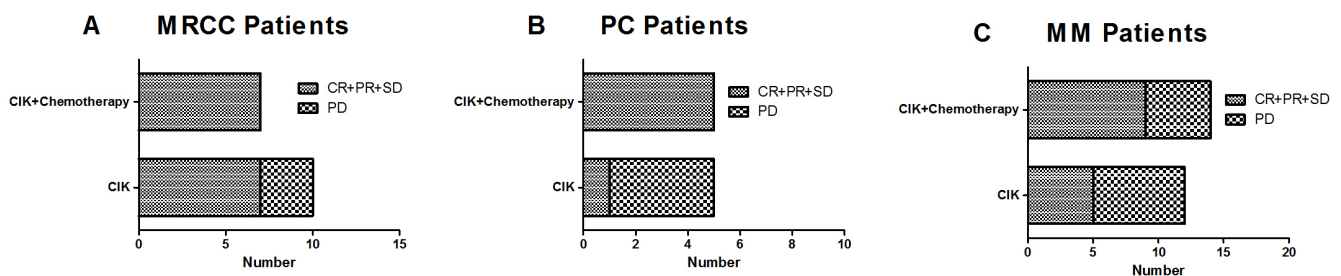 A MRCC Patients
CIK+Chemotherapy
CR+PR+SD
PD
CIK
0 5 10 15
Number
B PC Patients
CIK+Chemotherapy
CR+PR+SD
PD
CIK
0 2 4 6 8 10
Number
C MM Patients
CIK+Chemotherapy
CR+PR+SD
PD
CIK
0 5 10 15 20
Number